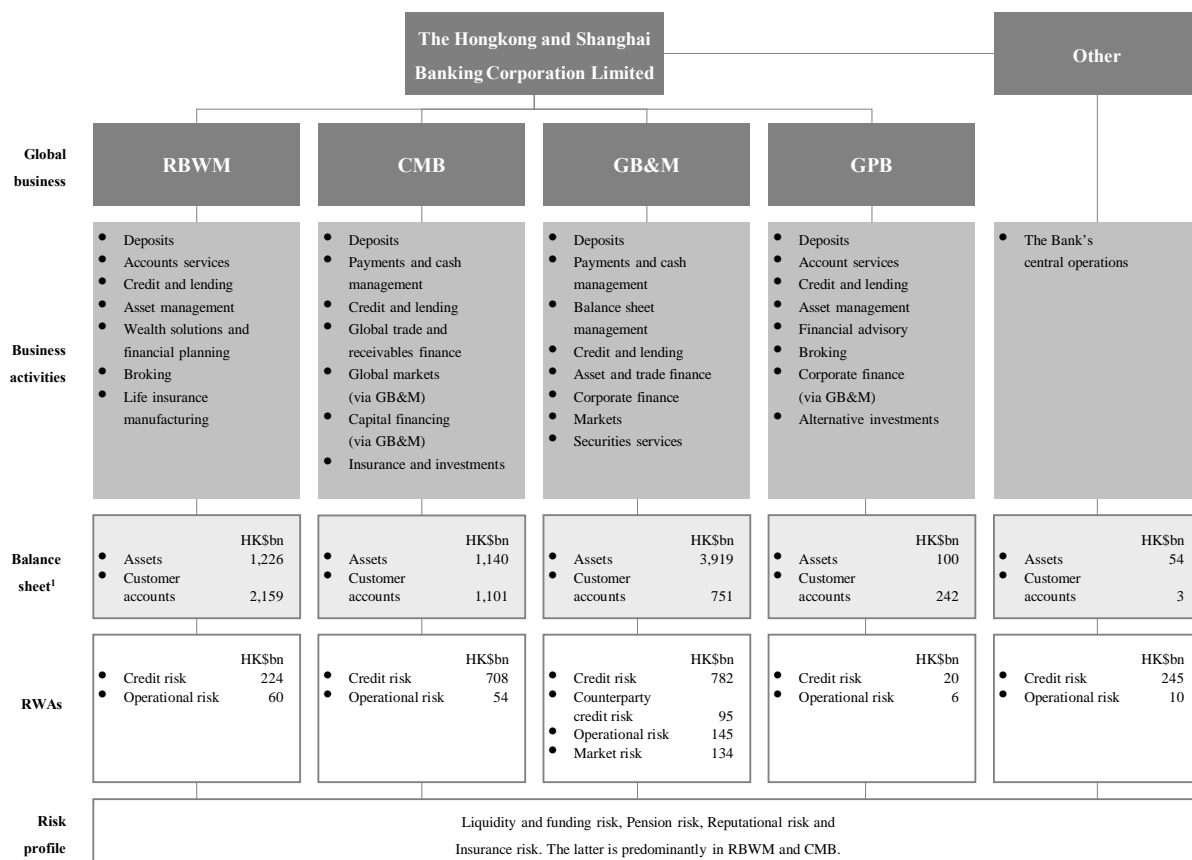 The Hongkong and Shanghai
Banking Corporation Limited
Other
Global
business
RBWM
CMB
GB&M
GPB
Business
activities
• Deposits
• Accounts services
• Credit and lending
• Asset management
• Wealth solutions and
financial planning
• Broking
• Life insurance
manufacturing
• Deposits
• Payments and cash
management
• Credit and lending
• Global trade and
receivables finance
• Global markets
(via GB&M)
• Capital financing
(via GB&M)
• Insurance and investments
• Deposits
• Payments and cash
management
• Balance sheet
management
• Credit and lending
• Asset and trade finance
• Corporate finance
• Markets
• Securities services
• Deposits
• Account services
• Credit and lending
• Asset management
• Financial advisory
• Broking
• Corporate finance
(via GB&M)
• Alternative investments
• The Bank's
central operations
Balance
sheet¹
HK$bn
• Assets 1,226
• Customer
accounts 2,159
HK$bn
• Assets 1,140
• Customer
accounts 1,101
HK$bn
• Assets 3,919
• Customer
accounts 751
HK$bn
• Assets 100
• Customer
accounts 242
HK$bn
• Assets 54
• Customer
accounts 3
RWAs
HK$bn
• Credit risk 224
• Operational risk 60
HK$bn
• Credit risk 708
• Operational risk 54
HK$bn
• Credit risk 782
• Counterparty
credit risk 95
• Operational risk 145
• Market risk 134
HK$bn
• Credit risk 20
• Operational risk 6
HK$bn
• Credit risk 245
• Operational risk 10
Risk
profile
Liquidity and funding risk, Pension risk, Reputational risk and
Insurance risk. The latter is predominantly in RBWM and CMB.